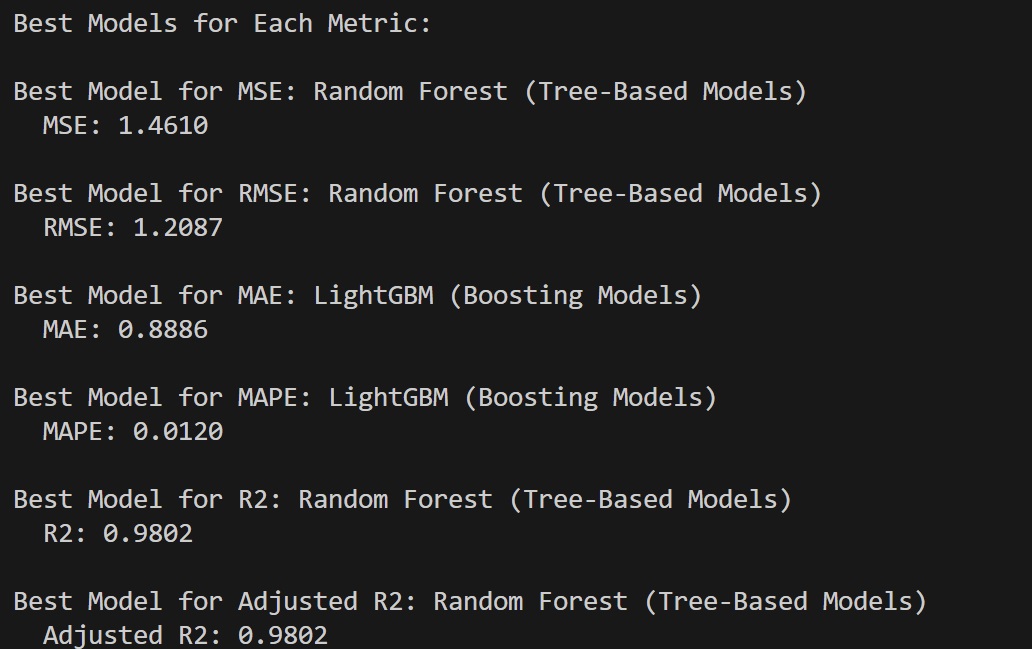 Best Models for Each Metric:
Best Model for MSE: Random Forest (Tree-Based Models)
MSE: 1.4610
Best Model for RMSE: Random Forest (Tree-Based Models)
RMSE: 1.2087
Best Model for MAE: LightGBM (Boosting Models)
MAE: 0.8886
Best Model for MAPE: LightGBM (Boosting Models)
MAPE: 0.0120
Best Model for R2: Random Forest (Tree-Based Models)
R2: 0.9802
Best Model for Adjusted R2: Random Forest (Tree-Based Models)
Adjusted R2: 0.9802